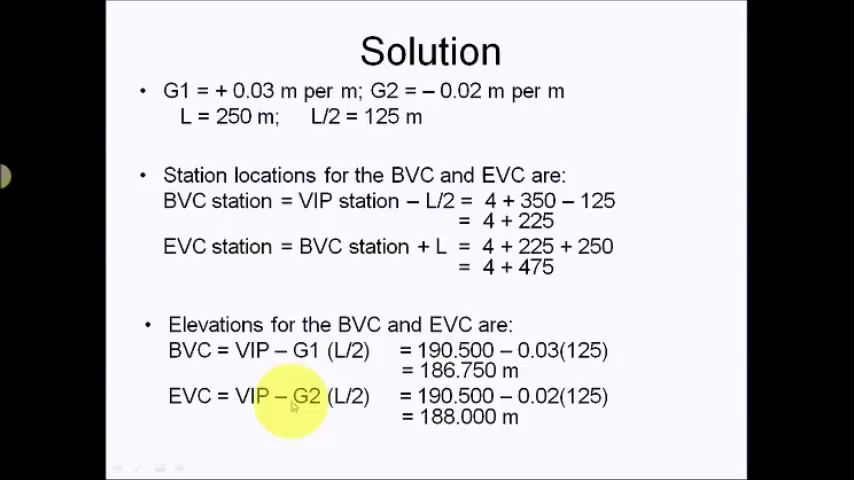 Solution
• G1 = + 0.03 m per m; G2 = – 0.02 m per m
L = 250 m; L/2 = 125 m
• Station locations for the BVC and EVC are:
BVC station = VIP station – L/2 = 4 + 350 – 125
= 4 + 225
EVC station = BVC station + L = 4 + 225 + 250
= 4 + 475
• Elevations for the BVC and EVC are:
BVC = VIP – G1 (L/2) = 190.500 – 0.03(125)
= 186.750 m
EVC = VIP – G2 (L/2) = 190.500 – 0.02(125)
= 188.000 m